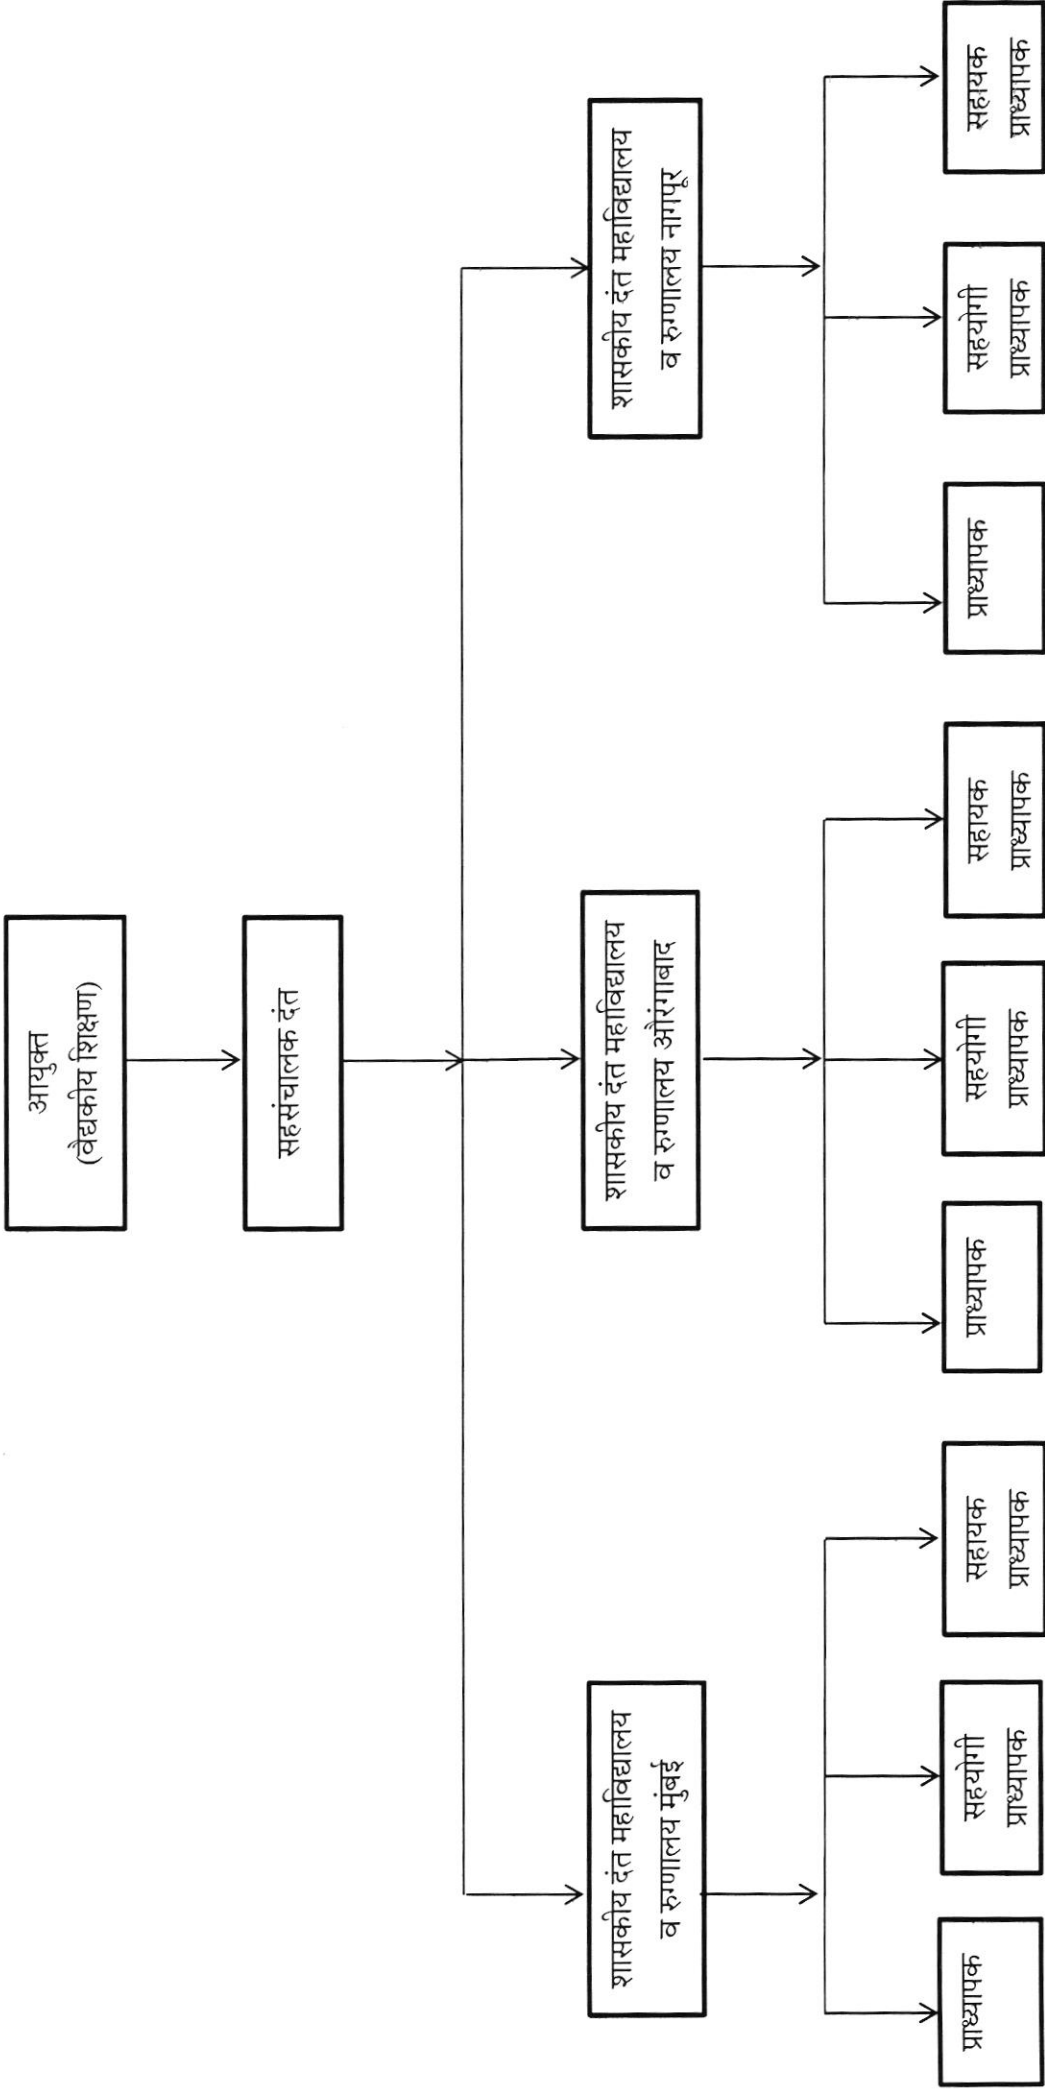 आयुक्त
(वैद्यकीय शिक्षण)
सहसंचालक दंत
शासकीय दंत महाविद्यालय
व रुग्णालय मुंबई
शासकीय दंत महाविद्यालय
व रुग्णालय औरंगाबाद
शासकीय दंत महाविद्यालय
व रुग्णालय नागपूर
प्राध्यापक
सहयोगी
प्राध्यापक
सहायक
प्राध्यापक
प्राध्यापक
सहयोगी
प्राध्यापक
सहायक
प्राध्यापक
प्राध्यापक
सहयोगी
प्राध्यापक
सहायक
प्राध्यापक